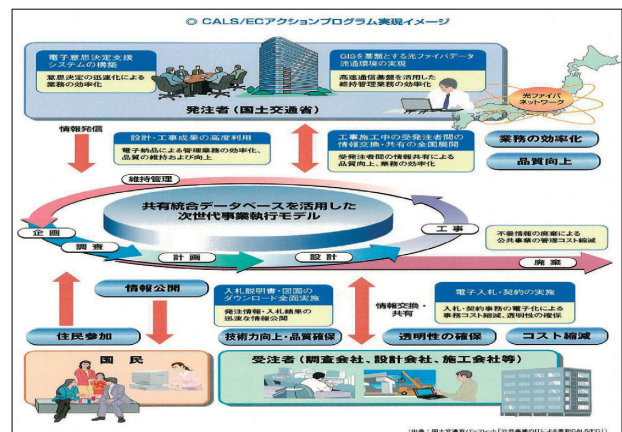 ◎ CALS/ECアクションプログラム実現イメージ
電子意思決定支援
システムの構築
意思決定の迅速化による
業務の効率化
GISを基盤とする光ファイバデータ
流通環境の実現
高速通信基盤を活用した
維持管理業務の効率化
発注者(国土交通省)
光ファイバ
ネットワーク
情報発信
設計・工事成果の高度利用
電子納品による管理業務の効率化、
品質の維持および向上
工事施工中の受発注者間の
情報交換・共有の全国展開
受発注者間の情報共有による
品質向上、業務の効率化
業務の効率化
品質向上
維持管理
共有統合データベースを活用した
次世代事業執行モデル
企画
調査
計画
設計
工事
不要情報の廃棄による
公共事業の管理コスト縮減
廃棄
情報公開
入札説明書・図面の
ダウンロード全面実施
発注情報・入札結果の
迅速な情報公開
情報交換・
共有
電子入札・契約の実施
入札・契約事務の電子化による
事務コスト縮減、透明性の確保
住民参加
技術力向上・品質確保
透明性の確保
コスト縮減
国民
受注者(調査会社、設計会社、施工会社等)